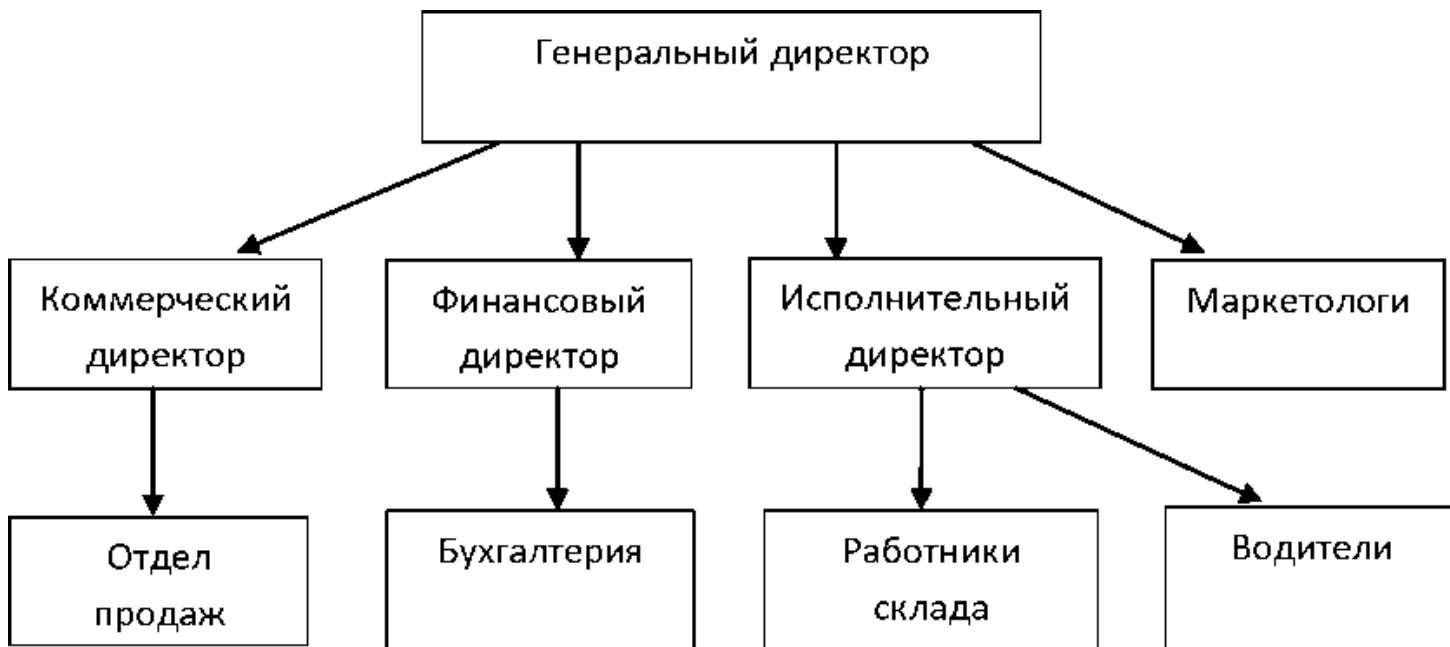 Генеральный директор
Коммерческий
директор
Финансовый
директор
Исполнительный
директор
Маркетологи
Отдел
продаж
Бухгалтерия
Работники
склада
Водители